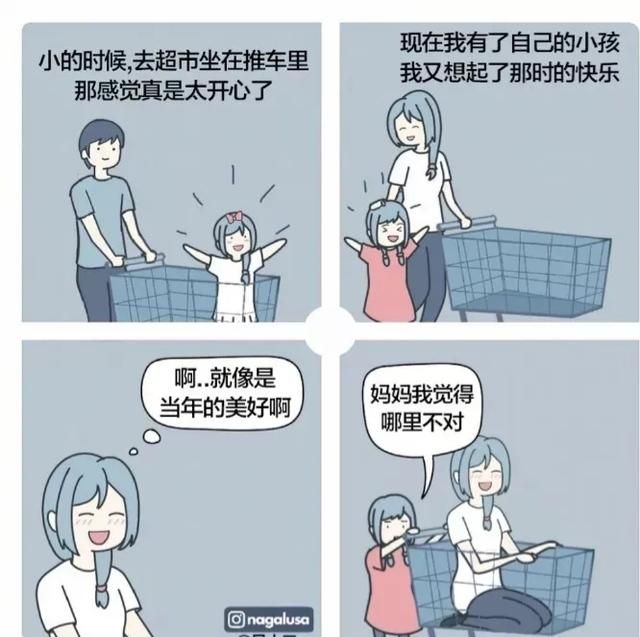 小的时候,去超市坐在推车里
那感觉真是太开心了
现在我有了自己的小孩
我又想起了那时的快乐
啊..就像是
当年的美好啊
nagalusa
妈妈我觉得
哪里不对